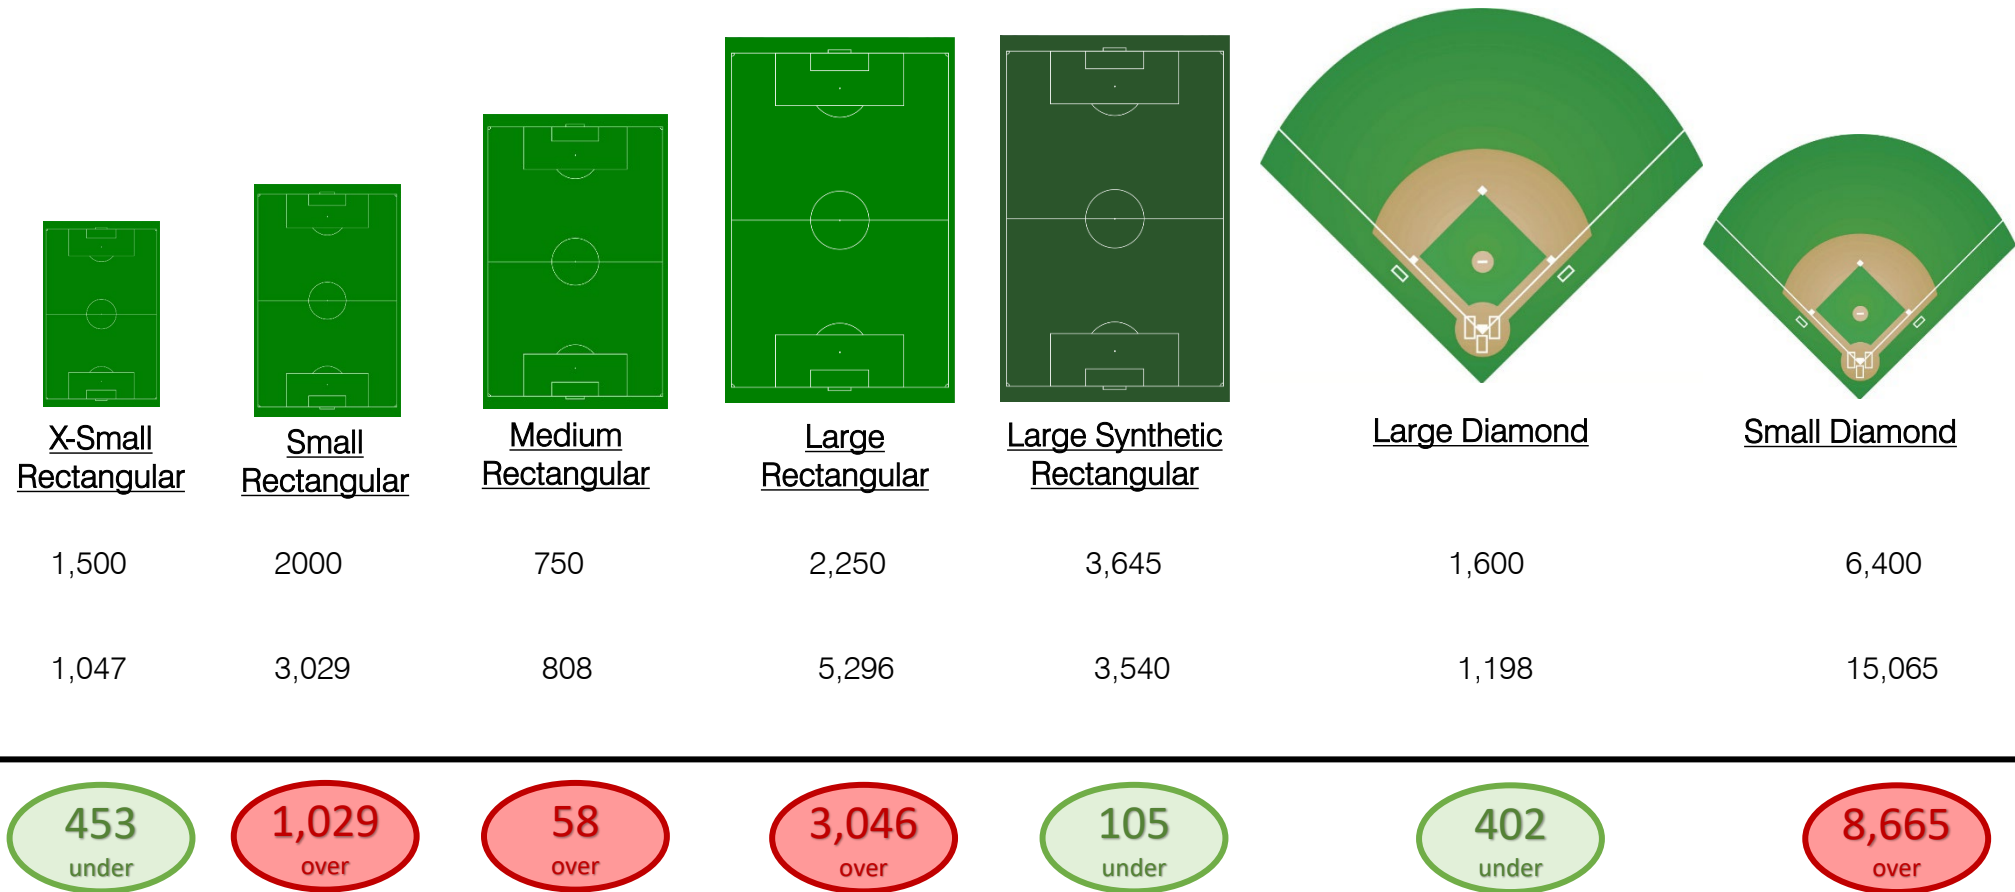 X-Small
Rectangular
Small
Rectangular
Medium
Rectangular
Large
Rectangular
Large Synthetic
Rectangular
Large Diamond
Small Diamond
1,500
2000
750
2,250
3,645
1,600
6,400
1,047
3,029
808
5,296
3,540
1,198
15,065
453
under
1,029
over
58
over
3,046
over
105
under
402
under
8,665
over